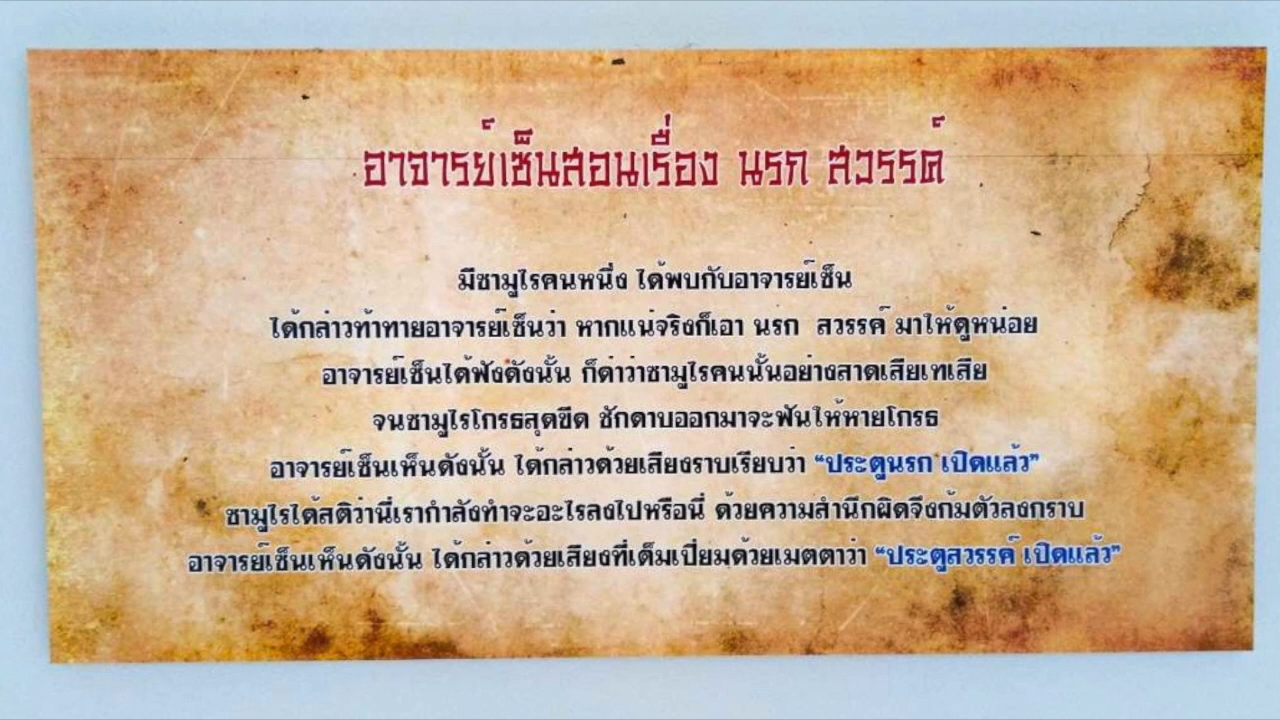 อาจารย์เซ็นสอนเรื่อง นรก สวรรค์
มีซามูไรคนหนึ่ง ได้พบกับอาจารย์เซ็น
ได้กล่าวท้าทายอาจารย์เซ็นว่า หากแน่จริงก็เอา นรก สวรรค์ มาให้ดูหน่อย
อาจารย์เซ็นได้ฟังดังนั้น ก็ด่าว่าซามูไรคนนั้นอย่างสาดเสียเทเสีย
จนซามูไรโกรธสุดขีด ชักดาบออกมาจะฟันให้หายโกรธ
อาจารย์เซ็นเห็นดังนั้น ได้กล่าวด้วยเสียงราบเรียบว่า “ประตูนรก เปิดแล้ว”
ซามูไรได้สติว่านี่เรากำลังทำจะอะไรลงไปหรือนี่ ด้วยความสำนึกผิดจึงก้มตัวลงกราบ
อาจารย์เซ็นเห็นดังนั้น ได้กล่าวด้วยเสียงที่เต็มเปี่ยมด้วยเมตตาว่า “ประตูสวรรค์ เปิดแล้ว”